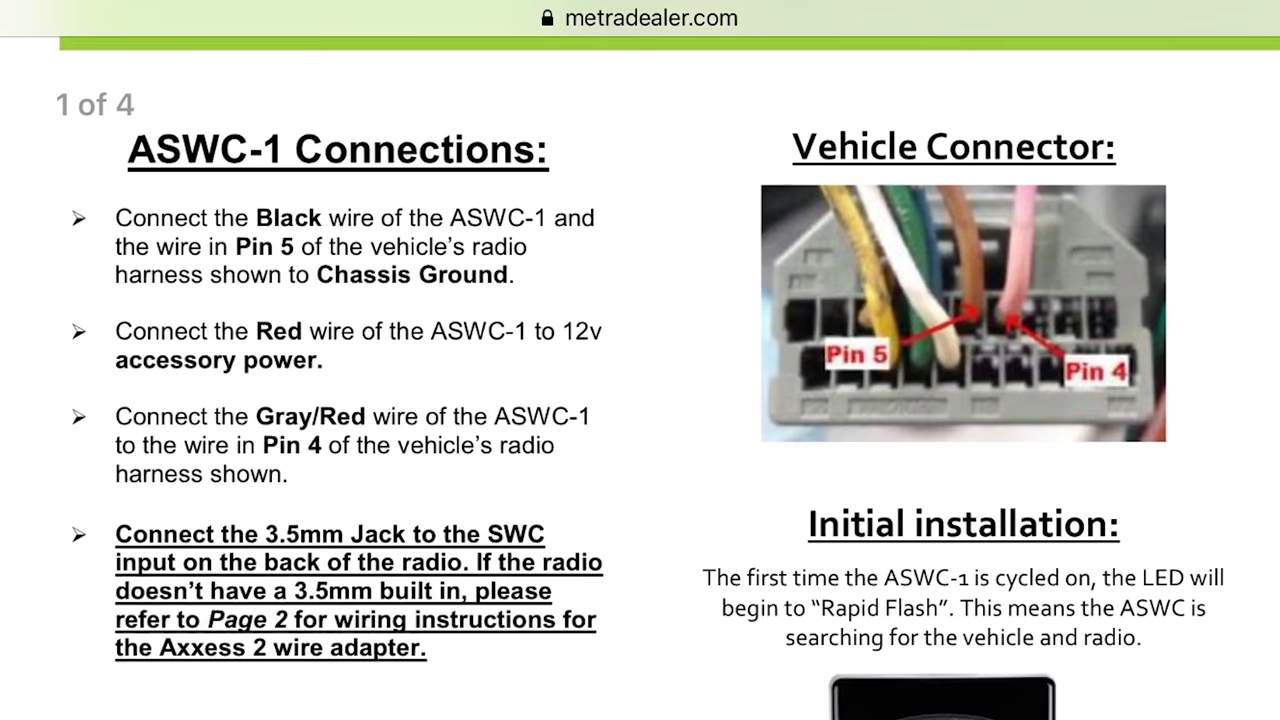 metradealer.com
1 of 4
ASWC-1 Connections:
Connect the Black wire of the ASWC-1 and
the wire in Pin 5 of the vehicle’s radio
harness shown to Chassis Ground.
Connect the Red wire of the ASWC-1 to 12v
accessory power.
Connect the Gray/Red wire of the ASWC-1
to the wire in Pin 4 of the vehicle’s radio
harness shown.
Connect the 3.5mm Jack to the SWC
input on the back of the radio. If the radio
doesn’t have a 3.5mm built in, please
refer to Page 2 for wiring instructions for
the Axxess 2 wire adapter.
Vehicle Connector:
Pin 5
Pin 4
Initial installation:
The first time the ASWC-1 is cycled on, the LED will
begin to “Rapid Flash”. This means the ASWC is
searching for the vehicle and radio.